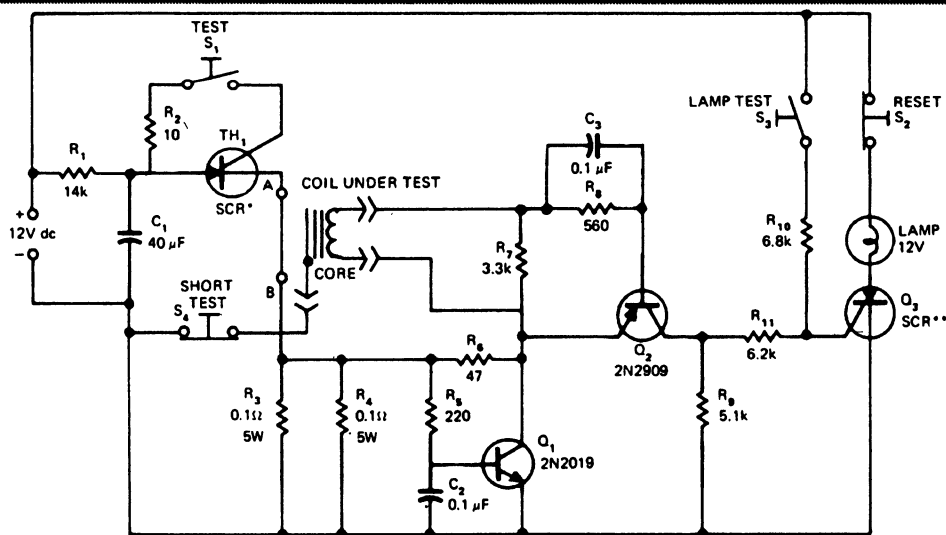 TEST
S1
R2
10
TH1
SCR*
R1
14k
+
12V dc
−
C1
40 µF
A
B
COIL UNDER TEST
CORE
SHORT
TEST
S4
C3
0.1 µF
R8
560
R7
3.3k
LAMP TEST
S3
RESET
S2
R10
6.8k
LAMP
12V
Q3
SCR**
Q2
2N2909
R11
6.2k
R9
5.1k
R6
47
R3
0.1Ω
5W
R4
0.1Ω
5W
R5
220
Q1
2N2019
C2
0.1 µF